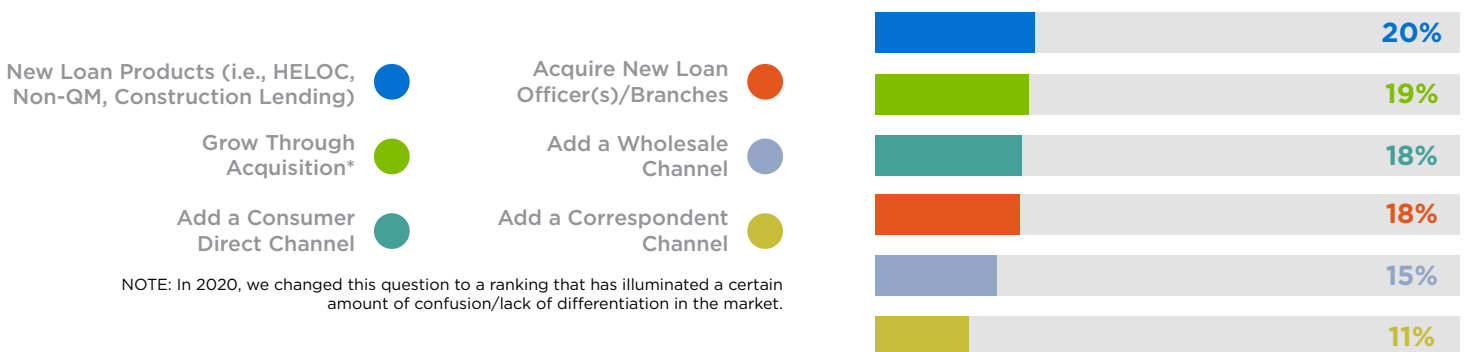 New Loan Products (i.e., HELOC,
Non-QM, Construction Lending)
Grow Through
Acquisition*
Add a Consumer
Direct Channel
Acquire New Loan
Officer(s)/Branches
Add a Wholesale
Channel
Add a Correspondent
Channel
NOTE: In 2020, we changed this question to a ranking that has illuminated a certain
amount of confusion/lack of differentiation in the market.
20%
19%
18%
18%
15%
11%